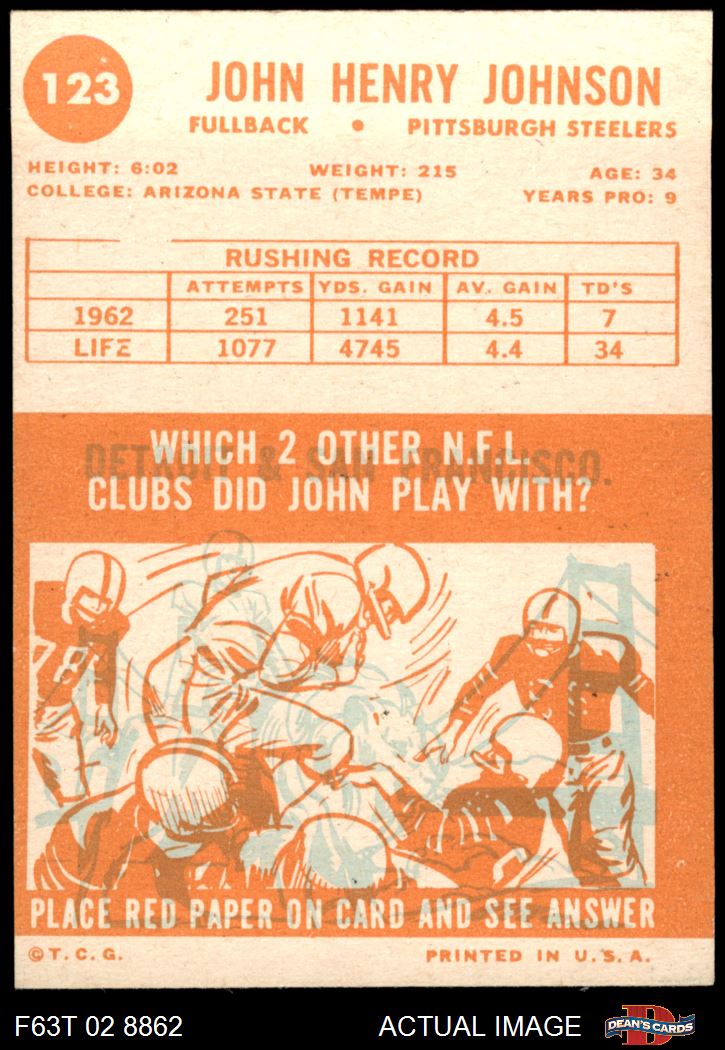 123
JOHN HENRY JOHNSON
FULLBACK • PITTSBURGH STEELERS
HEIGHT: 6:02 WEIGHT: 215 AGE: 34
COLLEGE: ARIZONA STATE (TEMPE) YEARS PRO: 9
RUSHING RECORD
ATTEMPTS YDS. GAIN AV. GAIN TD'S
1962 251 1141 4.5 7
LIFE 1077 4745 4.4 34
WHICH 2 OTHER N.F.L.
DETROIT & SAN FRANCISCO.
CLUBS DID JOHN PLAY WITH?
PLACE RED PAPER ON CARD AND SEE ANSWER
©T.C.G. PRINTED IN U.S.A.
F63T 02 8862 ACTUAL IMAGE D DEAN'S CARDS